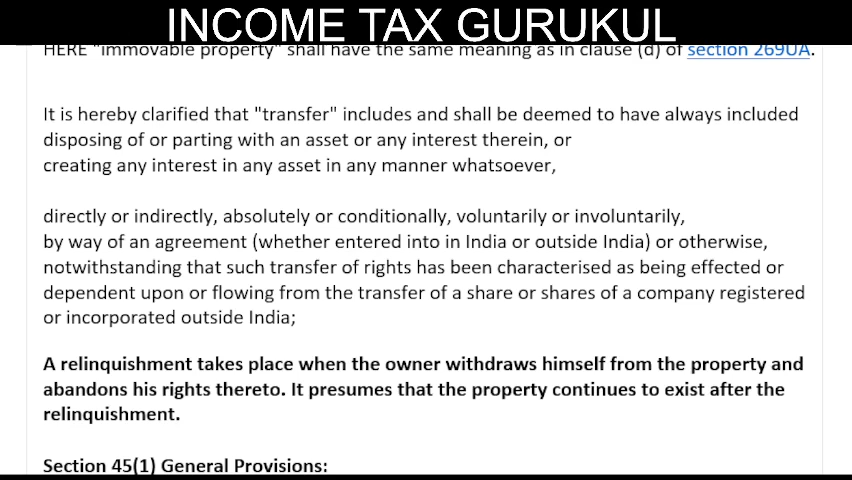 INCOME TAX GURUKUL
HERE "immovable property" shall have the same meaning as in clause (d) of section 269UA.
It is hereby clarified that "transfer" includes and shall be deemed to have always included
disposing of or parting with an asset or any interest therein, or
creating any interest in any asset in any manner whatsoever,
directly or indirectly, absolutely or conditionally, voluntarily or involuntarily,
by way of an agreement (whether entered into in India or outside India) or otherwise,
notwithstanding that such transfer of rights has been characterised as being effected or
dependent upon or flowing from the transfer of a share or shares of a company registered
or incorporated outside India;
A relinquishment takes place when the owner withdraws himself from the property and
abandons his rights thereto. It presumes that the property continues to exist after the
relinquishment.
Section 45(1) General Provisions: